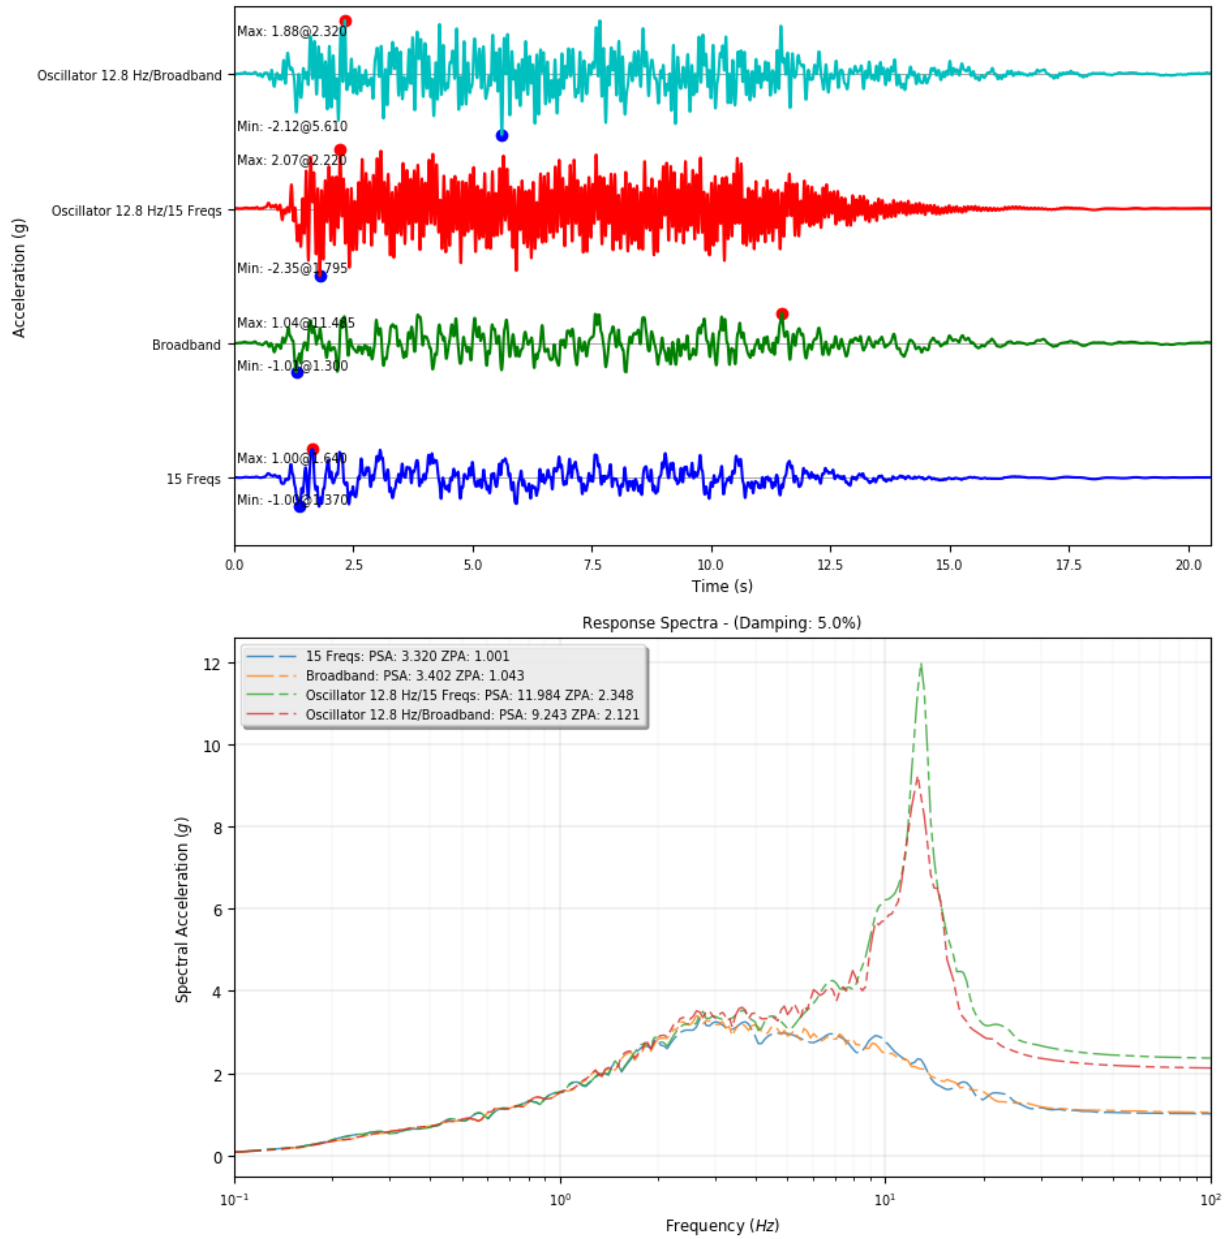 Max: 1.88@2.320
Oscillator 12.8 Hz/Broadband
Min: -2.12@5.610
Max: 2.07@2.220
Oscillator 12.8 Hz/15 Freqs
Min: -2.35@1.795
Acceleration (g)
Max: 1.04@11.485
Broadband
Min: -1.01@1.300
Max: 1.00@1.640
15 Freqs
Min: -1.00@1.370
0.0 2.5 5.0 7.5 10.0 12.5 15.0 17.5 20.0
Time (s)
Response Spectra - (Damping: 5.0%)
15 Freqs: PSA: 3.320 ZPA: 1.001
Broadband: PSA: 3.402 ZPA: 1.043
Oscillator 12.8 Hz/15 Freqs: PSA: 11.984 ZPA: 2.348
Oscillator 12.8 Hz/Broadband: PSA: 9.243 ZPA: 2.121
12
10
8
6
4
2
0
Spectral Acceleration (g)
10⁻¹ 10⁰ 10¹ 10²
Frequency (Hz)